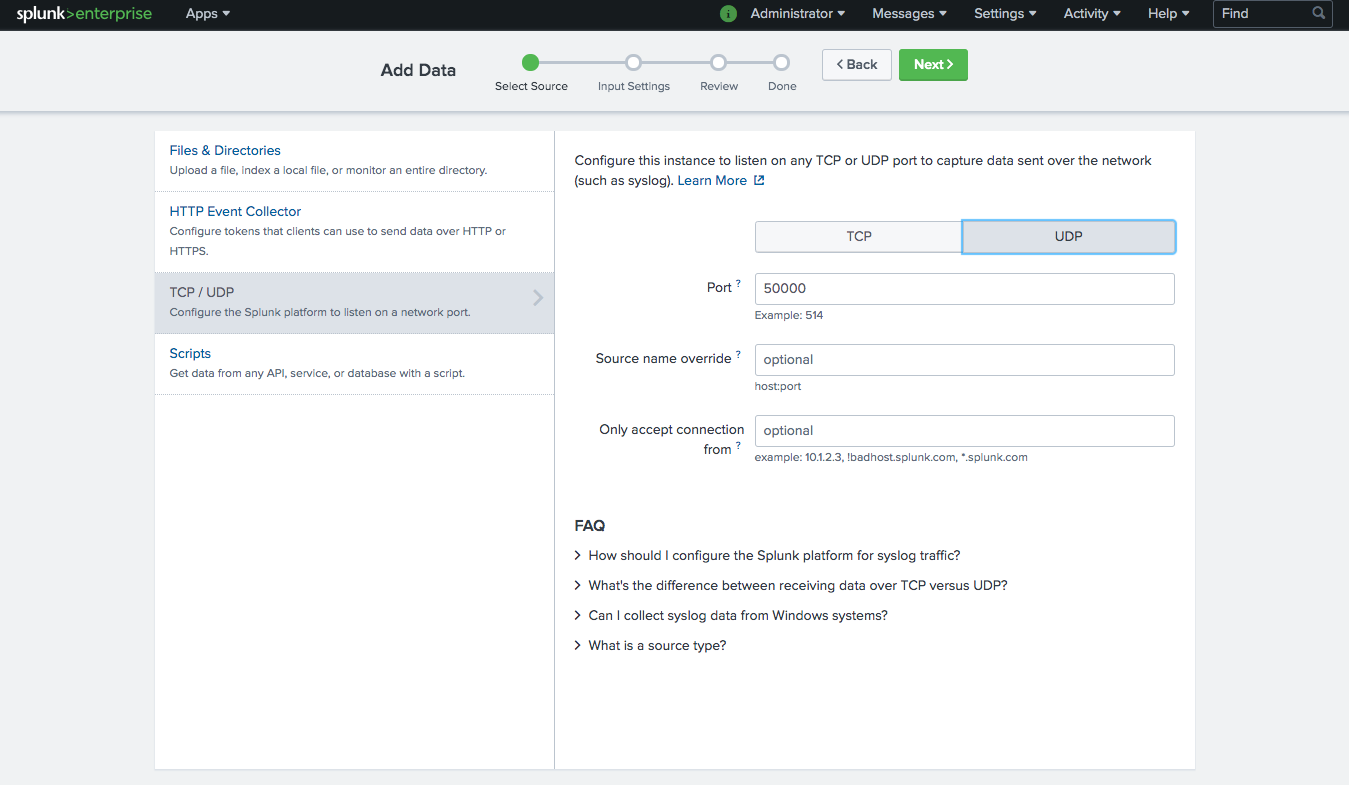 splunk>enterprise Apps Administrator Messages Settings Activity Help Find
Add Data
Select Source Input Settings Review Done
Back Next
Files & Directories
Upload a file, index a local file, or monitor an entire directory.
HTTP Event Collector
Configure tokens that clients can use to send data over HTTP or
HTTPS.
TCP / UDP
Configure the Splunk platform to listen on a network port.
Scripts
Get data from any API, service, or database with a script.
Configure this instance to listen on any TCP or UDP port to capture data sent over the network
(such as syslog). Learn More
TCP UDP
Port ? 50000
Example: 514
Source name override ? optional
host:port
Only accept connection
from ? optional
example: 10.1.2.3, !badhost.splunk.com, *.splunk.com
FAQ
> How should I configure the Splunk platform for syslog traffic?
> What's the difference between receiving data over TCP versus UDP?
> Can I collect syslog data from Windows systems?
> What is a source type?